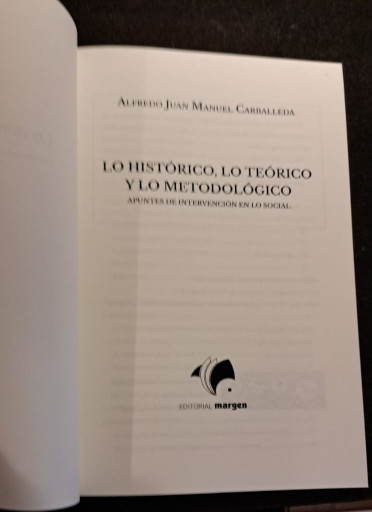 ALFREDO JUAN MANUEL CARBALLEDA
LO HISTÓRICO, LO TEÓRICO
Y LO METODOLÓGICO
APUNTES DE INTERVENCIÓN EN LO SOCIAL.
EDITORIAL margen